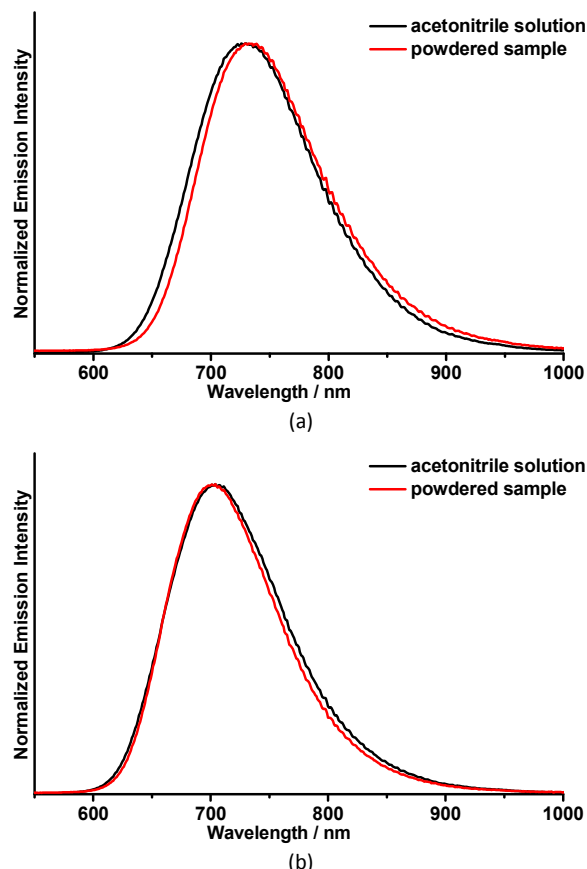 acetonitrile solution
powdered sample
Normalized Emission Intensity
600 700 800 900 1000
Wavelength / nm
(a)
acetonitrile solution
powdered sample
Normalized Emission Intensity
600 700 800 900 1000
Wavelength / nm
(b)